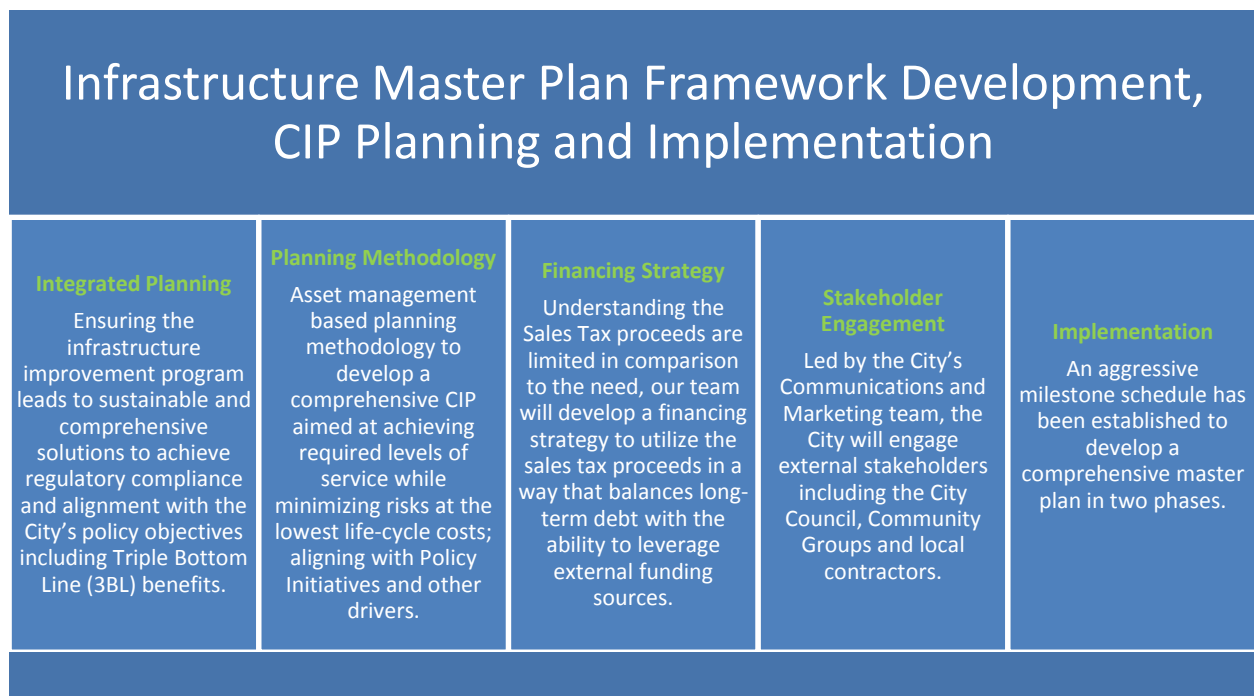 Infrastructure Master Plan Framework Development,
CIP Planning and Implementation
Integrated Planning
Ensuring the
infrastructure
improvement program
leads to sustainable and
comprehensive
solutions to achieve
regulatory compliance
and alignment with the
City's policy objectives
including Triple Bottom
Line (3BL) benefits.
Planning Methodology
Asset management
based planning
methodology to
develop a
comprehensive CIP
aimed at achieving
required levels of
service while
minimizing risks at the
lowest life-cycle costs;
aligning with Policy
Initiatives and other
drivers.
Financing Strategy
Understanding the
Sales Tax proceeds are
limited in comparison
to the need, our team
will develop a financing
strategy to utilize the
sales tax proceeds in a
way that balances long-
term debt with the
ability to leverage
external funding
sources.
Stakeholder
Engagement
Led by the City's
Communications and
Marketing team, the
City will engage
external stakeholders
including the City
Council, Community
Groups and local
contractors.
Implementation
An aggressive
milestone schedule has
been established to
develop a
comprehensive master
plan in two phases.